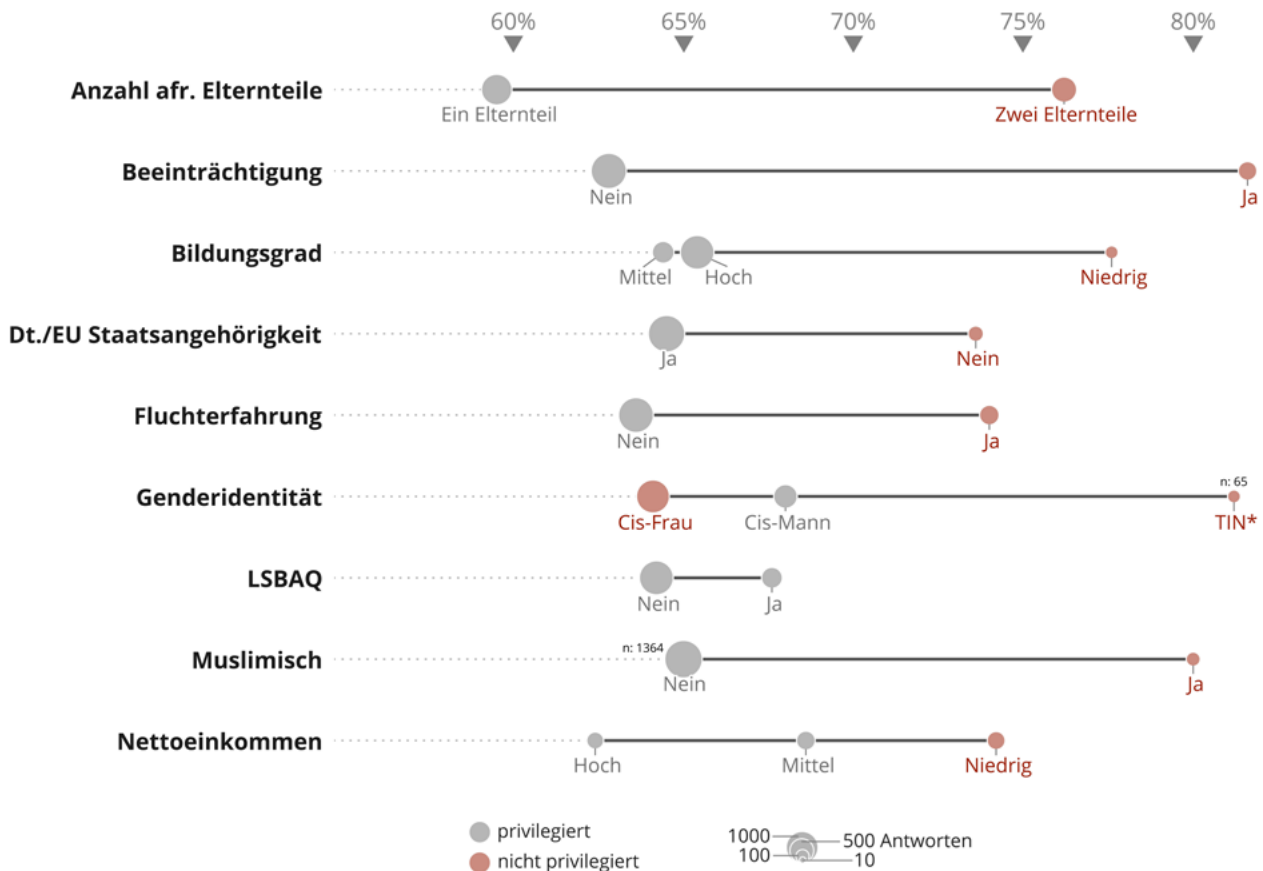 60% 65% 70% 75% 80%
Anzahl afr. Elternteile
Ein Elternteil Zwei Elternteile
Beeinträchtigung
Nein Ja
Bildungsgrad
Mittel Hoch Niedrig
Dt./EU Staatsangehörigkeit
Ja Nein
Fluchterfahrung
Nein Ja
n: 65
Genderidentität
Cis-Frau Cis-Mann TIN*
LSBAQ
Nein Ja
n: 1364
Muslimisch
Nein Ja
Nettoeinkommen
Hoch Mittel Niedrig
privilegiert 1000 500 Antworten
nicht privilegiert 100 10